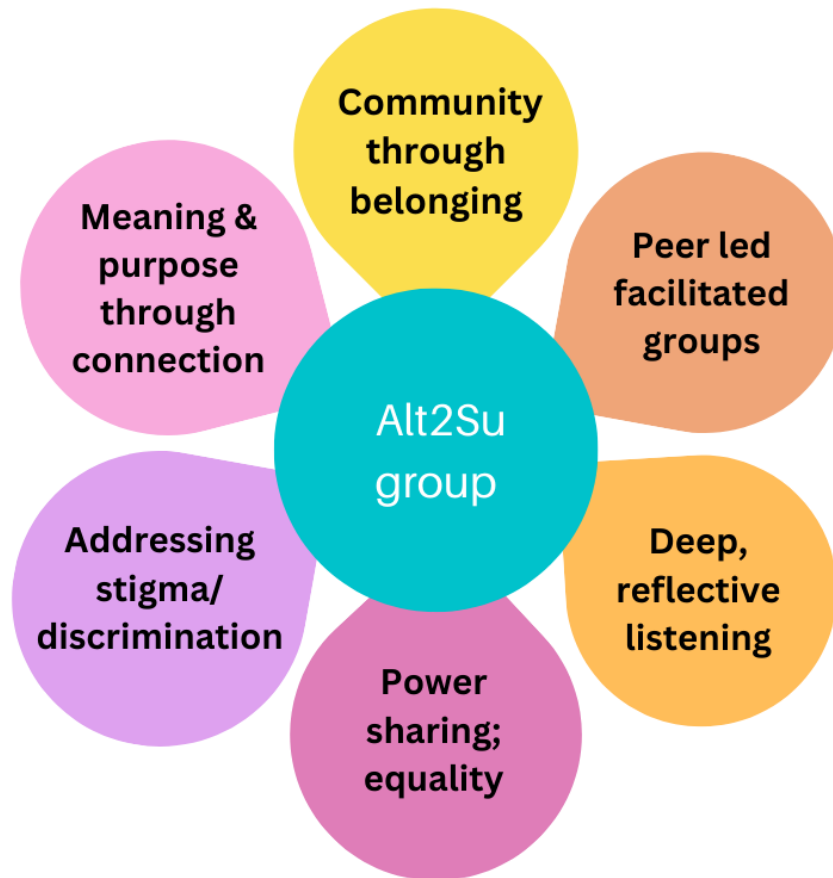 Community
through
belonging
Peer led
facilitated
groups
Deep,
reflective
listening
Power
sharing;
equality
Addressing
stigma/
discrimination
Meaning &
purpose
through
connection
Alt2Su
group